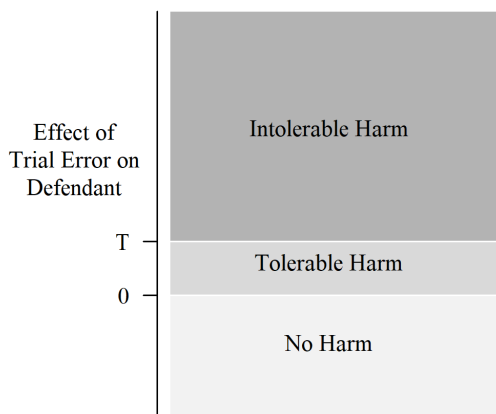 Intolerable Harm
Effect of
Trial Error on
Defendant
T
Tolerable Harm
0
No Harm